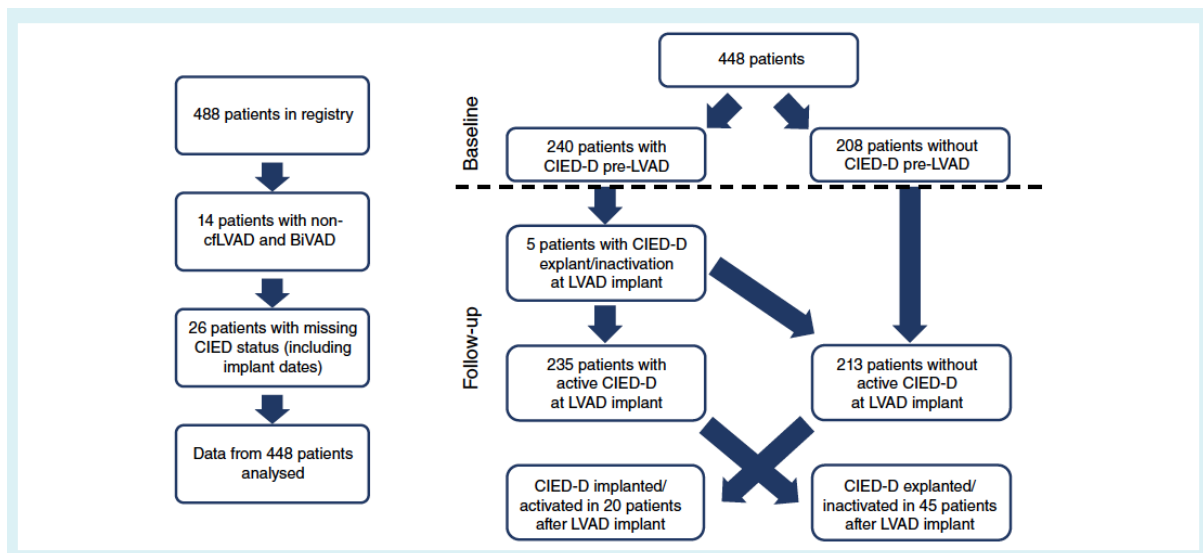 488 patients in registry
14 patients with non-
cfLVAD and BiVAD
26 patients with missing
CIED status (including
implant dates)
Data from 448 patients
analysed
Baseline
Follow-up
448 patients
240 patients with
CIED-D pre-LVAD
208 patients without
CIED-D pre-LVAD
5 patients with CIED-D
explant/inactivation
at LVAD implant
235 patients with
active CIED-D
at LVAD implant
213 patients without
active CIED-D
at LVAD implant
CIED-D implanted/
activated in 20 patients
after LVAD implant
CIED-D explanted/
inactivated in 45 patients
after LVAD implant